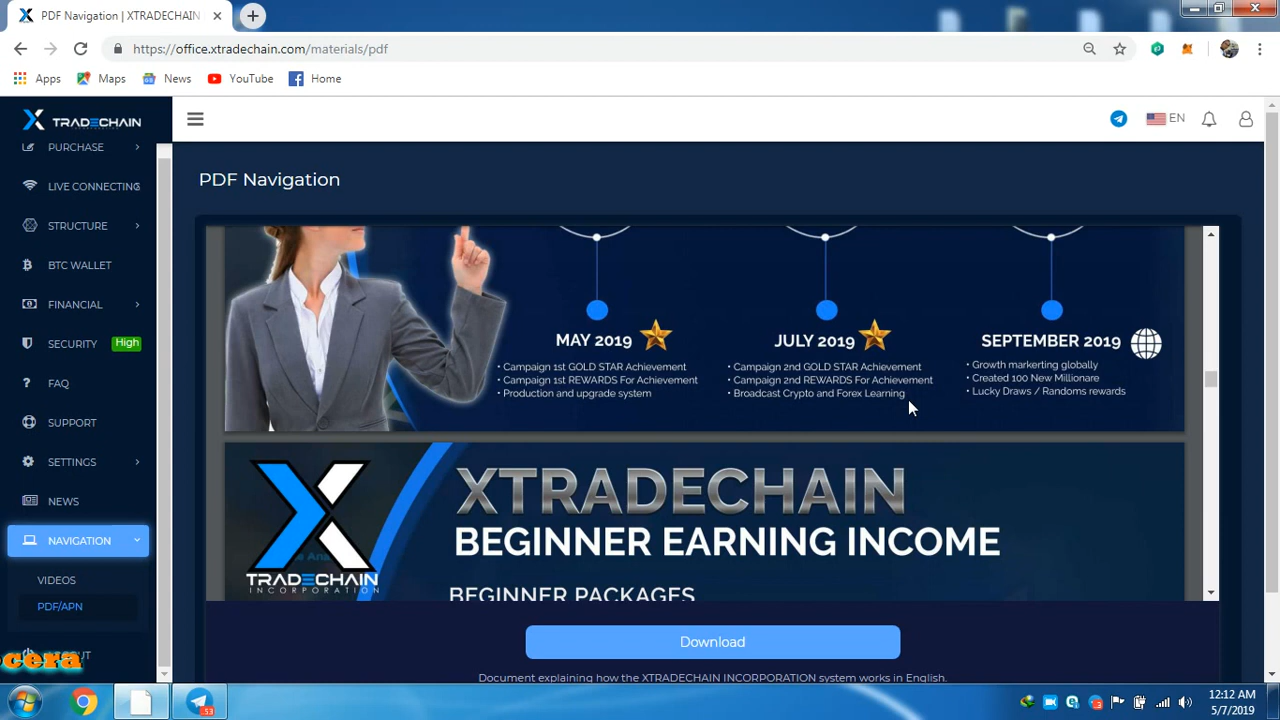 PDF Navigation | XTRADECHAIN
https://office.xtradechain.com/materials/pdf
Apps
Maps
News
YouTube
Home
TRADECHAIN
EN
PURCHASE
LIVE CONNECTING
STRUCTURE
BTC WALLET
FINANCIAL
SECURITY
High
FAQ
SUPPORT
SETTINGS
NEWS
NAVIGATION
VIDEOS
PDF/APN
ocera
PDF Navigation
MAY 2019
• Campaign 1st GOLD STAR Achievement
• Campaign 1st REWARDS For Achievement
• Production and upgrade system
JULY 2019
• Campaign 2nd GOLD STAR Achievement
• Campaign 2nd REWARDS For Achievement
• Broadcast Crypto and Forex Learning
SEPTEMBER 2019
• Growth markerting globally
• Created 100 New Millionare
• Lucky Draws / Randoms rewards
X
TRADECHAIN
INCORPORATION
XTRADECHAIN
BEGINNER EARNING INCOME
BEGINNER PACKAGES
Download
Document explaining how the XTRADECHAIN INCORPORATION system works in English.
53
12:12 AM
5/7/2019